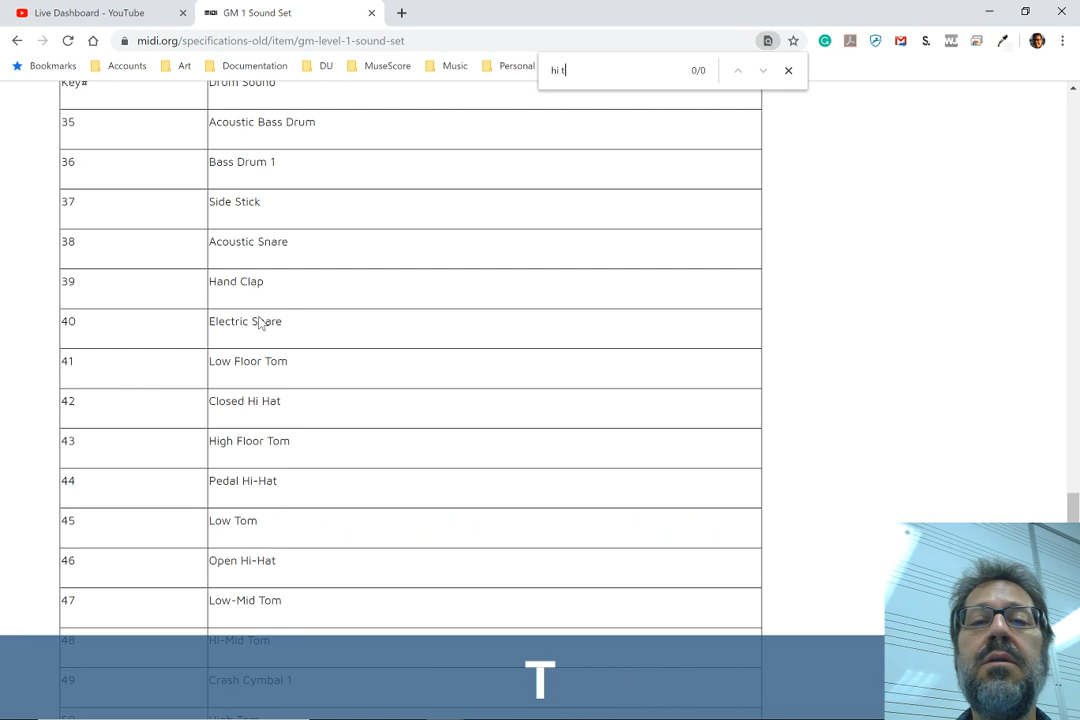 Live Dashboard - YouTube
GM 1 Sound Set
midi.org/specifications-old/item/gm-level-1-sound-set
Bookmarks
Accounts
Art
Documentation
DU
MuseScore
Music
Personal
hi t
0/0
Key#
Drum Sound
35
Acoustic Bass Drum
36
Bass Drum 1
37
Side Stick
38
Acoustic Snare
39
Hand Clap
40
Electric Snare
41
Low Floor Tom
42
Closed Hi Hat
43
High Floor Tom
44
Pedal Hi-Hat
45
Low Tom
46
Open Hi-Hat
47
Low-Mid Tom
48
Hi-Mid Tom
T
49
Crash Cymbal 1
50
High Tom